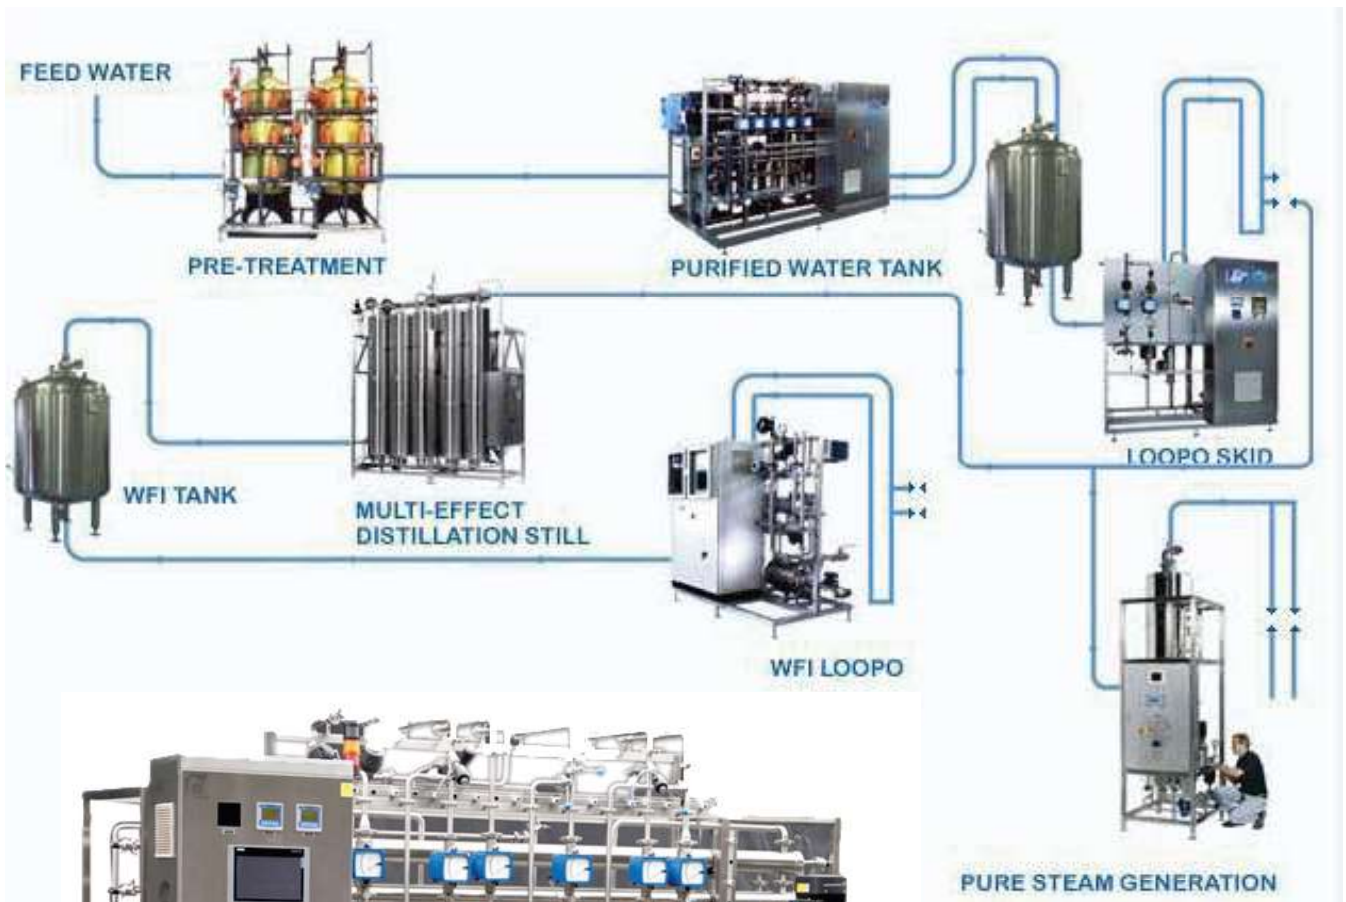 FEED WATER
PRE-TREATMENT
PURIFIED WATER TANK
LOOPO SKID
WFI TANK
MULTI-EFFECT
DISTILLATION STILL
WFI LOOPO
PURE STEAM GENERATION